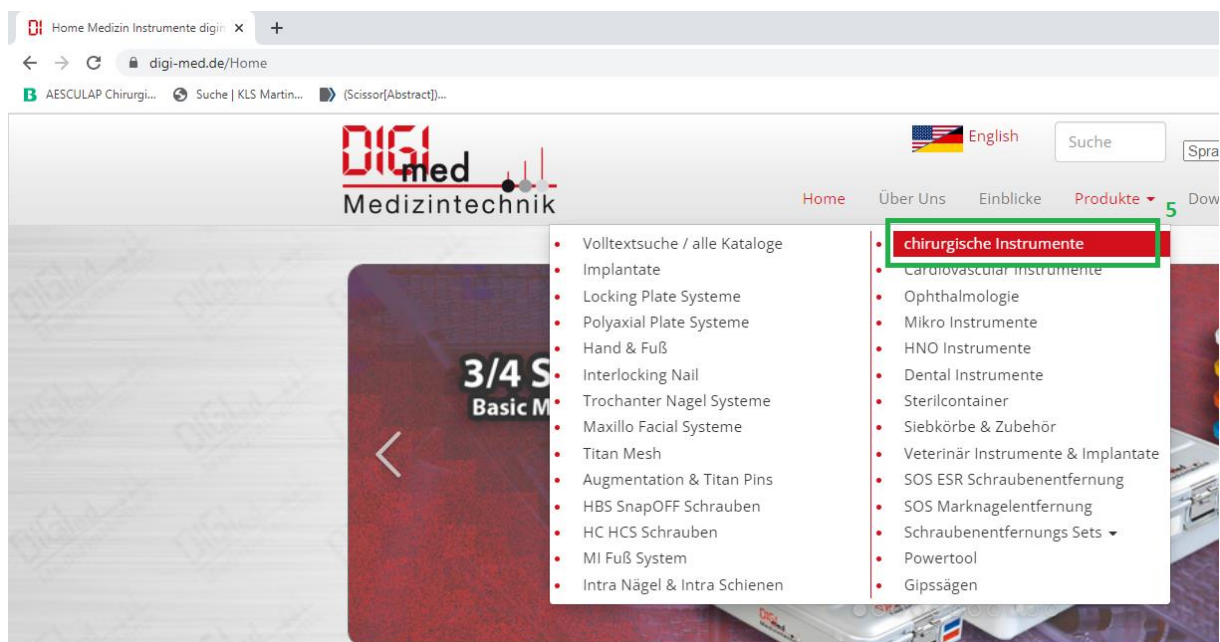 Home Medizin Instrumente
digi-med.de/Home
AESCULAP Chirurgi... Suche | KLS Martin... (Scissor[Abstract])...
DIGI med
Medizintechnik
English Suche
Home Über Uns Einblicke Produkte 5
chirurgische Instrumente
Volltextsuche / alle Kataloge
Implantate
Locking Plate Systeme
Polyaxial Plate Systeme
Hand & Fuß
Interlocking Nail
Trochanter Nagel Systeme
Maxillo Facial Systeme
Titan Mesh
Augmentation & Titan Pins
HBS SnapOFF Schrauben
HC HCS Schrauben
MI Fuß System
Intra Nägel & Intra Schienen
Cardiovascular Instrumente
Ophthalmologie
Mikro Instrumente
HNO Instrumente
Dental Instrumente
Sterilcontainer
Siebkörbe & Zubehör
Veterinär Instrumente & Implantate
SOS ESR Schraubenentfernung
SOS Marknagelentfernung
Schraubenentfernungs Sets
Powertool
Gipssägen
3/4 S
Basic M